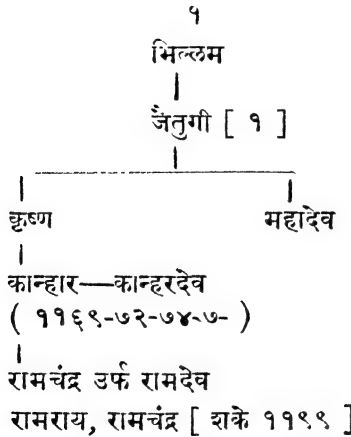 १
भिल्लम
जैतुगी [ १ ]
कृष्ण महादेव
कान्हार—कान्हरदेव
( ११६९-७२-७४-७- )
रामचंद्र उर्फ रामदेव
रामराय, रामचंद्र [ शके ११९९ ]